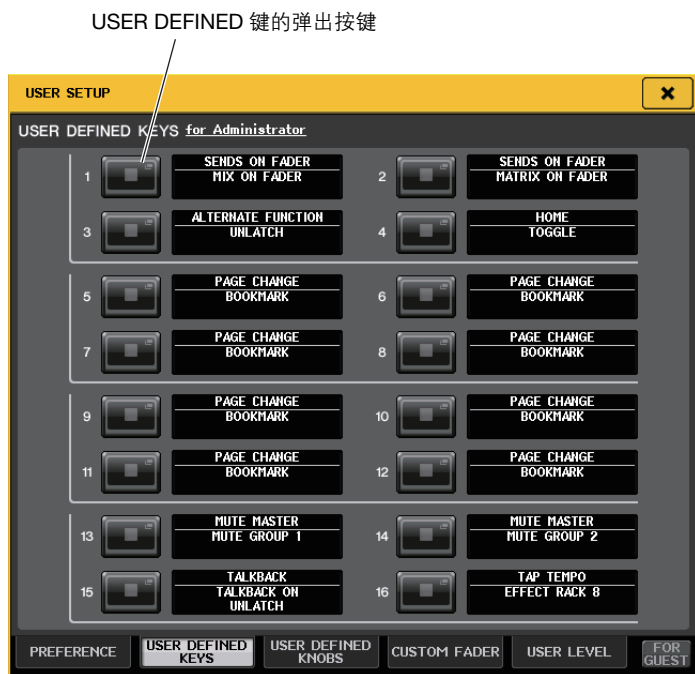 USER DEFINED 键的弹出按键
USER SETUP
USER DEFINED KEYS for Administrator
1 SENDS ON FADER
MIX ON FADER
2 SENDS ON FADER
MATRIX ON FADER
3 ALTERNATE FUNCTION
UNLATCH
4 HOME
TOGGLE
5 PAGE CHANGE
BOOKMARK
6 PAGE CHANGE
BOOKMARK
7 PAGE CHANGE
BOOKMARK
8 PAGE CHANGE
BOOKMARK
9 PAGE CHANGE
BOOKMARK
10 PAGE CHANGE
BOOKMARK
11 PAGE CHANGE
BOOKMARK
12 PAGE CHANGE
BOOKMARK
13 MUTE MASTER
MUTE GROUP 1
14 MUTE MASTER
MUTE GROUP 2
15 TALKBACK
TALKBACK ON
UNLATCH
16 TAP TEMPO
EFFECT RACK 8
PREFERENCE
USER DEFINED
KEYS
USER DEFINED
KNOBS
CUSTOM FADER
USER LEVEL
FOR
GUEST